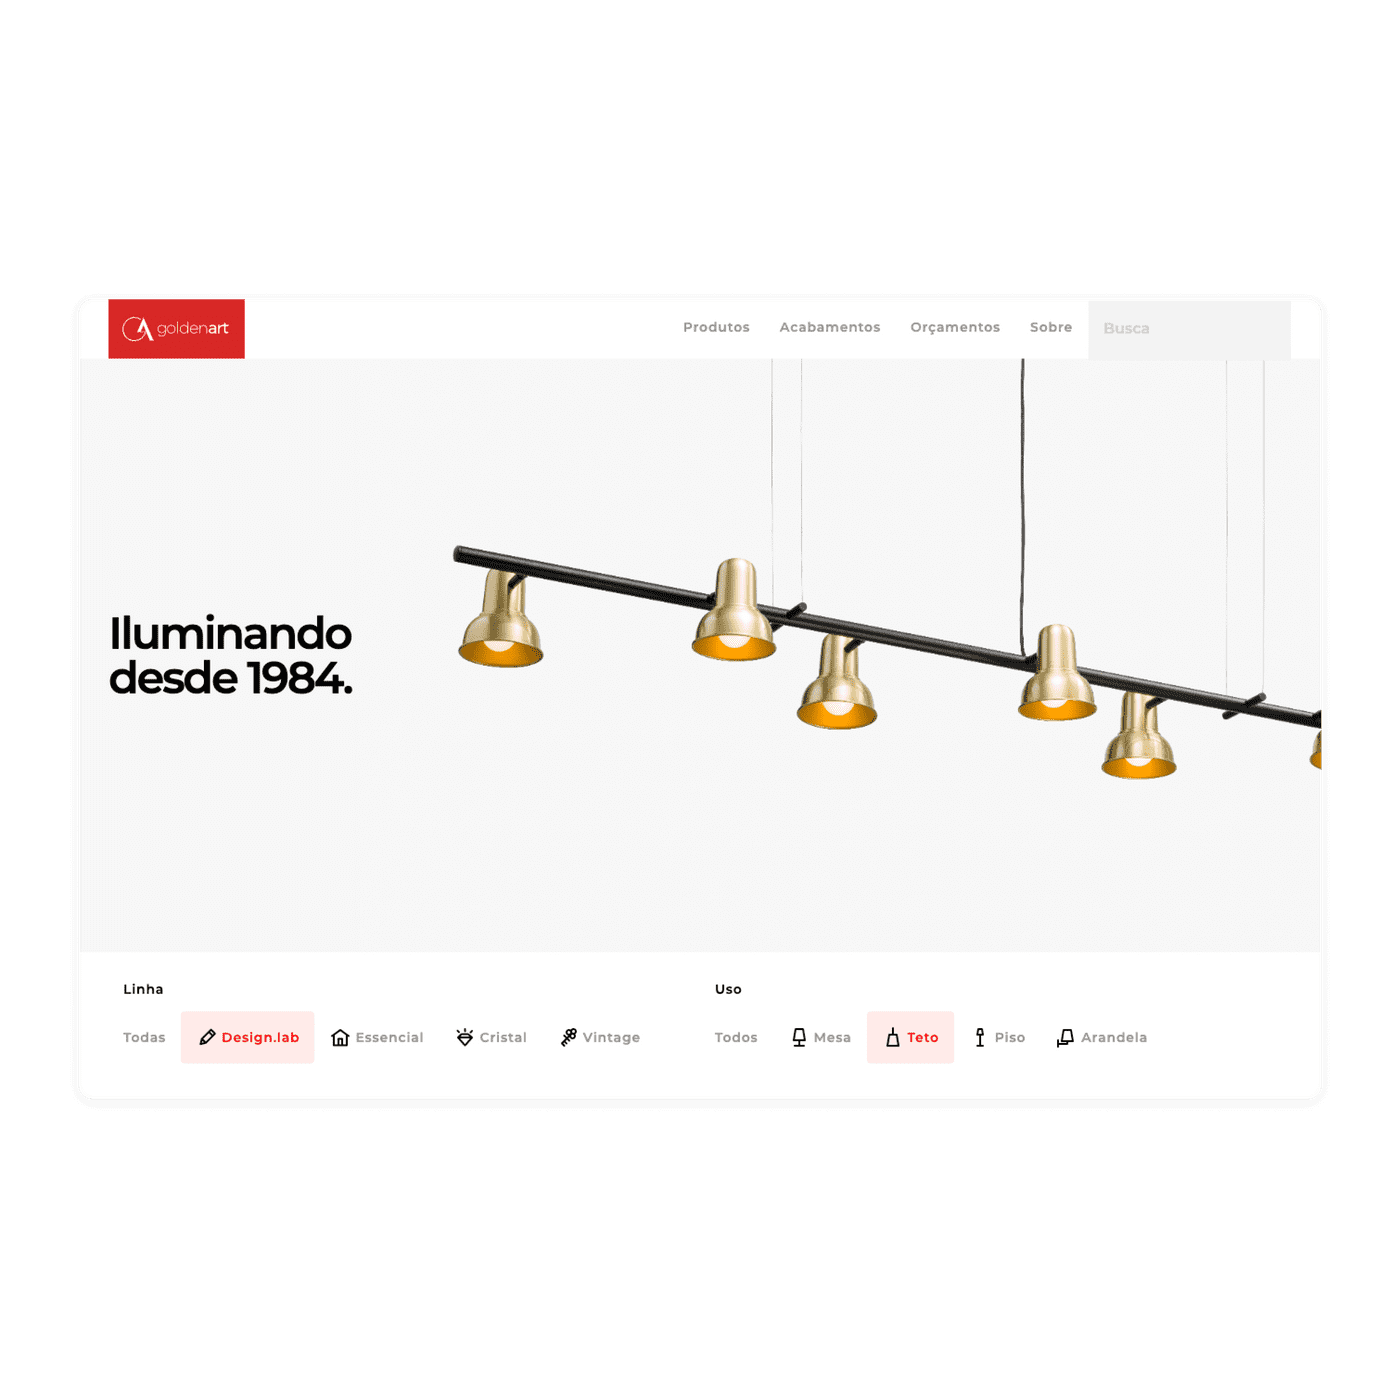 goldenart
Produtos Acabamentos Orçamentos Sobre Busca
Iluminando
desde 1984.
Linha
Todas Design.lab Essencial Cristal Vintage
Uso
Todos Mesa Teto Piso Arandela